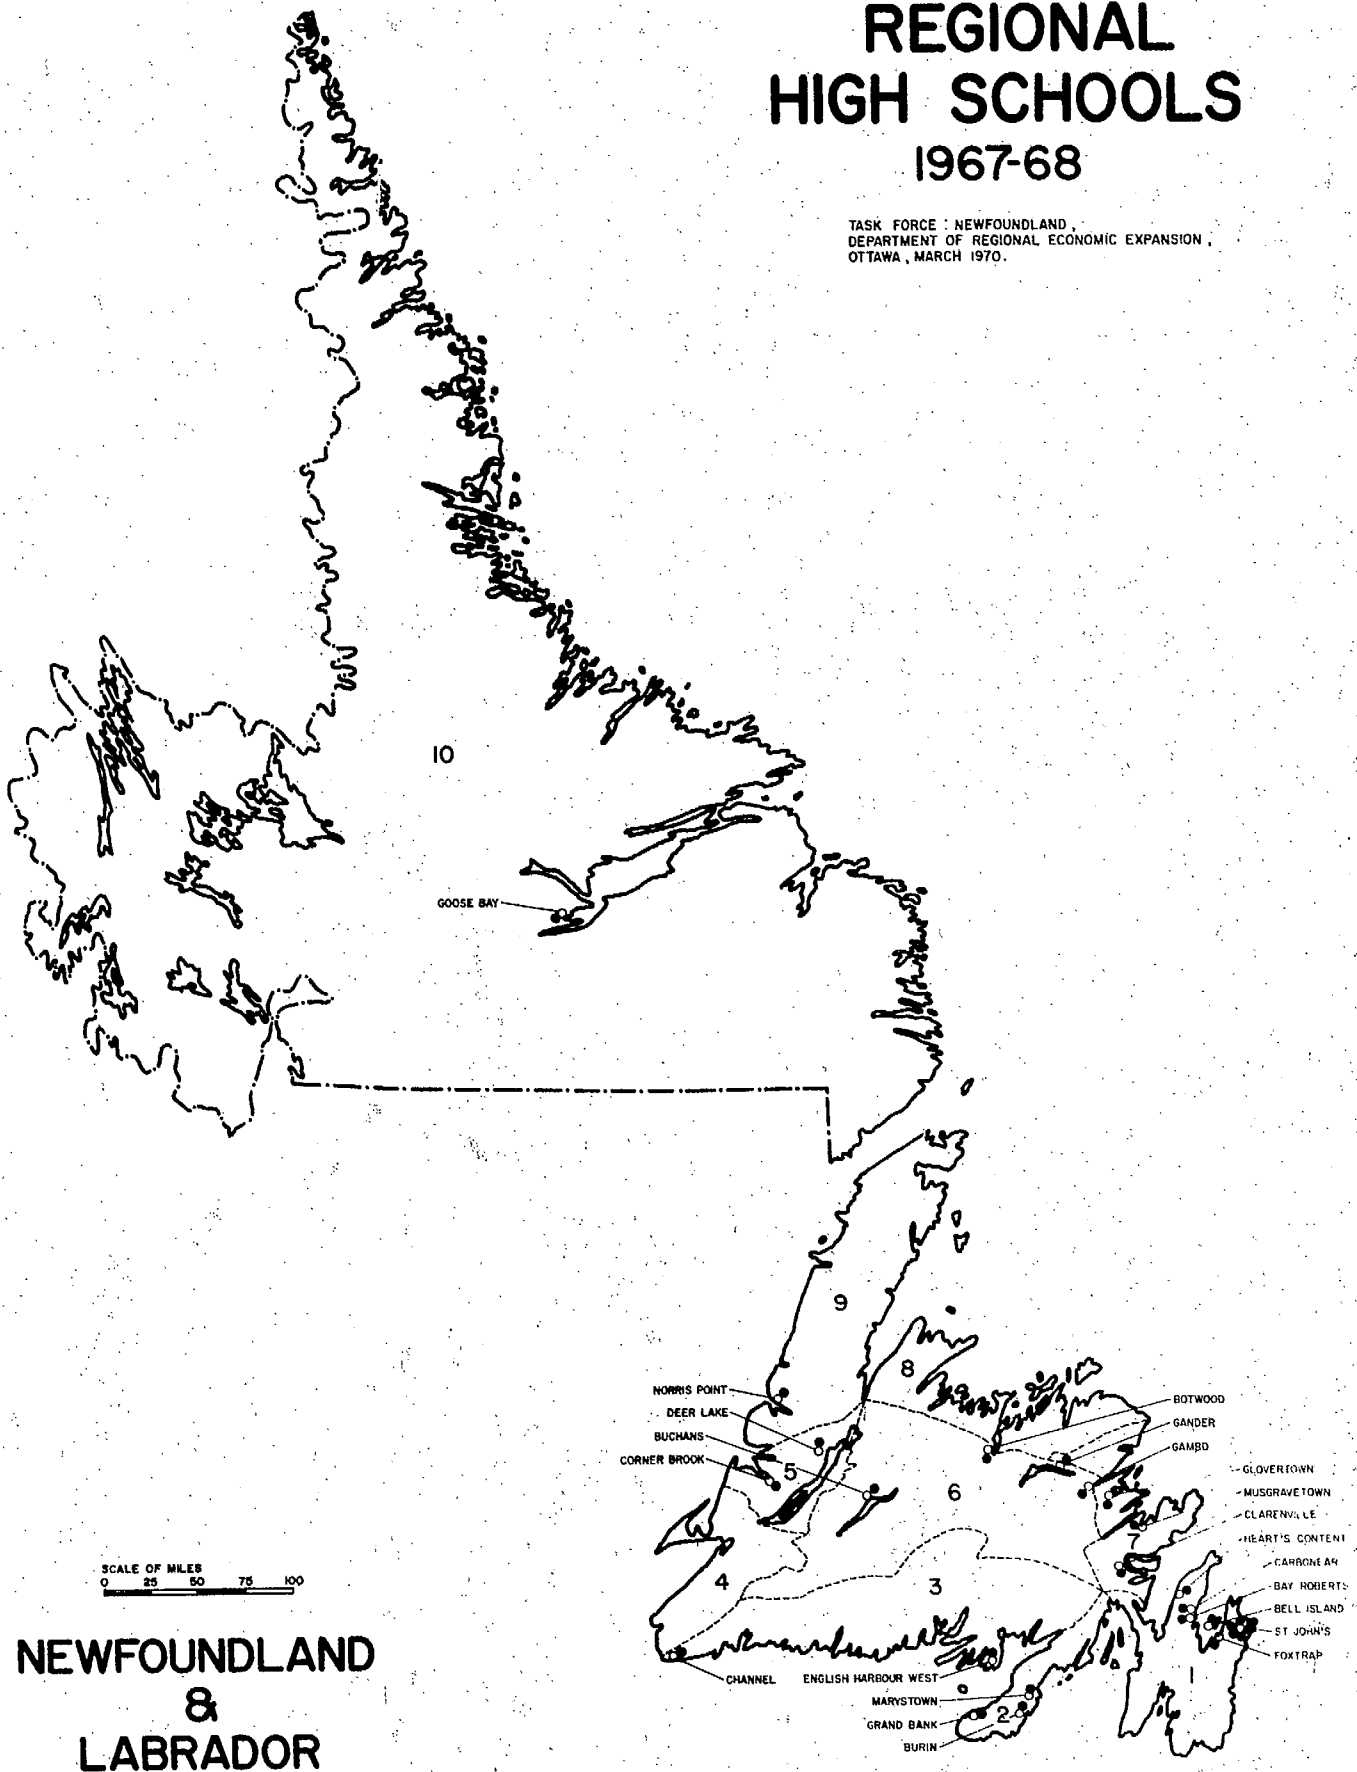 REGIONAL
HIGH SCHOOLS
1967-68
TASK FORCE : NEWFOUNDLAND,
DEPARTMENT OF REGIONAL ECONOMIC EXPANSION,
OTTAWA, MARCH 1970.
10
GOOSE BAY
9
8
NORRIS POINT
DEER LAKE
BUCHANS
CORNER BROOK
BOTWOOD
GANDER
GAMBO
5
6
GLOVERTOWN
MUSGRAVETOWN
CLARENVILLE
HEART'S CONTENT
CARBONEAR
BAY ROBERTS
BELL ISLAND
ST JOHN'S
FOXTRAP
7
4
3
CHANNEL
ENGLISH HARBOUR WEST
MARYSTOWN
GRAND BANK
BURIN
2
1
SCALE OF MILES
0 25 50 75 100
NEWFOUNDLAND
&
LABRADOR